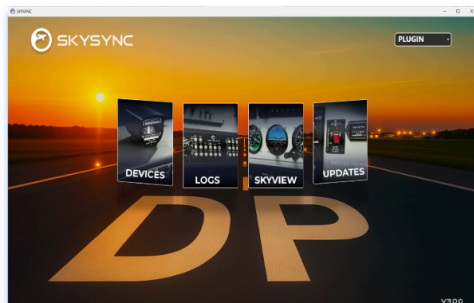 SKYSYNC
SKYSYNC
PLUGIN
DEVICES
LOGS
SKYVIEW
UPDATES
DP